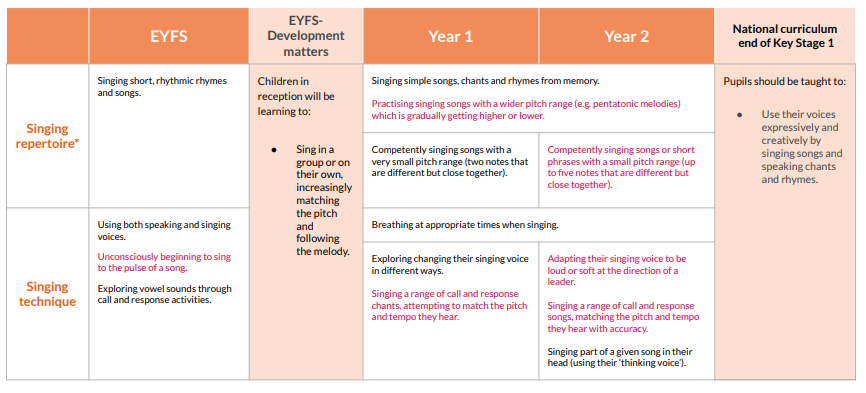 EYFS
EYFS-
Development
matters
Year 1
Year 2
National curriculum
end of Key Stage 1
Singing
repertoire*
Singing short, rhythmic rhymes
and songs.
Children in
reception will be
learning to:
● Sing in a
group or on
their own,
increasingly
matching
the pitch
and
following
the melody.
Singing simple songs, chants and rhymes from memory.
Practising singing songs with a wider pitch range (e.g. pentatonic melodies)
which is gradually getting higher or lower.
Competently singing songs with a
very small pitch range (two notes that
are different but close together).
Competently singing songs or short
phrases with a small pitch range (up
to five notes that are different but
close together).
Pupils should be taught to:
● Use their voices
expressively and
creatively by
singing songs and
speaking chants
and rhymes.
Singing
technique
Using both speaking and singing
voices.
Unconsciously beginning to sing
to the pulse of a song.
Exploring vowel sounds through
call and response activities.
Breathing at appropriate times when singing.
Exploring changing their singing voice
in different ways.
Singing a range of call and response
chants, attempting to match the pitch
and tempo they hear.
Adapting their singing voice to be
loud or soft at the direction of a
leader.
Singing a range of call and response
songs, matching the pitch and tempo
they hear with accuracy.
Singing part of a given song in their
head (using their 'thinking voice').